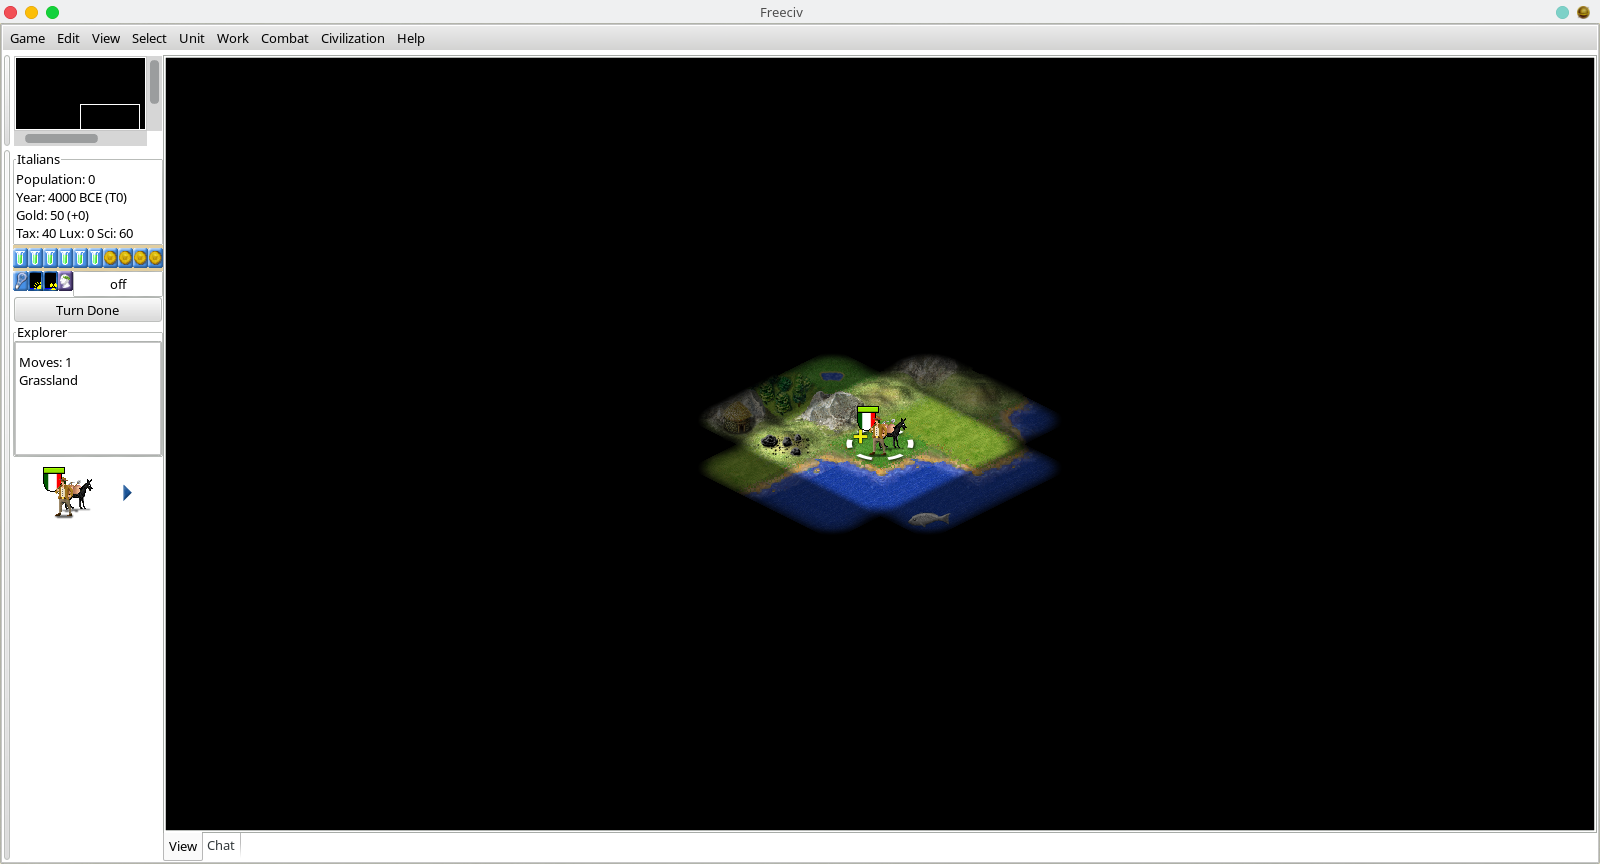 Freeciv
Game Edit View Select Unit Work Combat Civilization Help
Italians
Population: 0
Year: 4000 BCE (T0)
Gold: 50 (+0)
Tax: 40 Lux: 0 Sci: 60
off
Turn Done
Explorer
Moves: 1
Grassland
View Chat